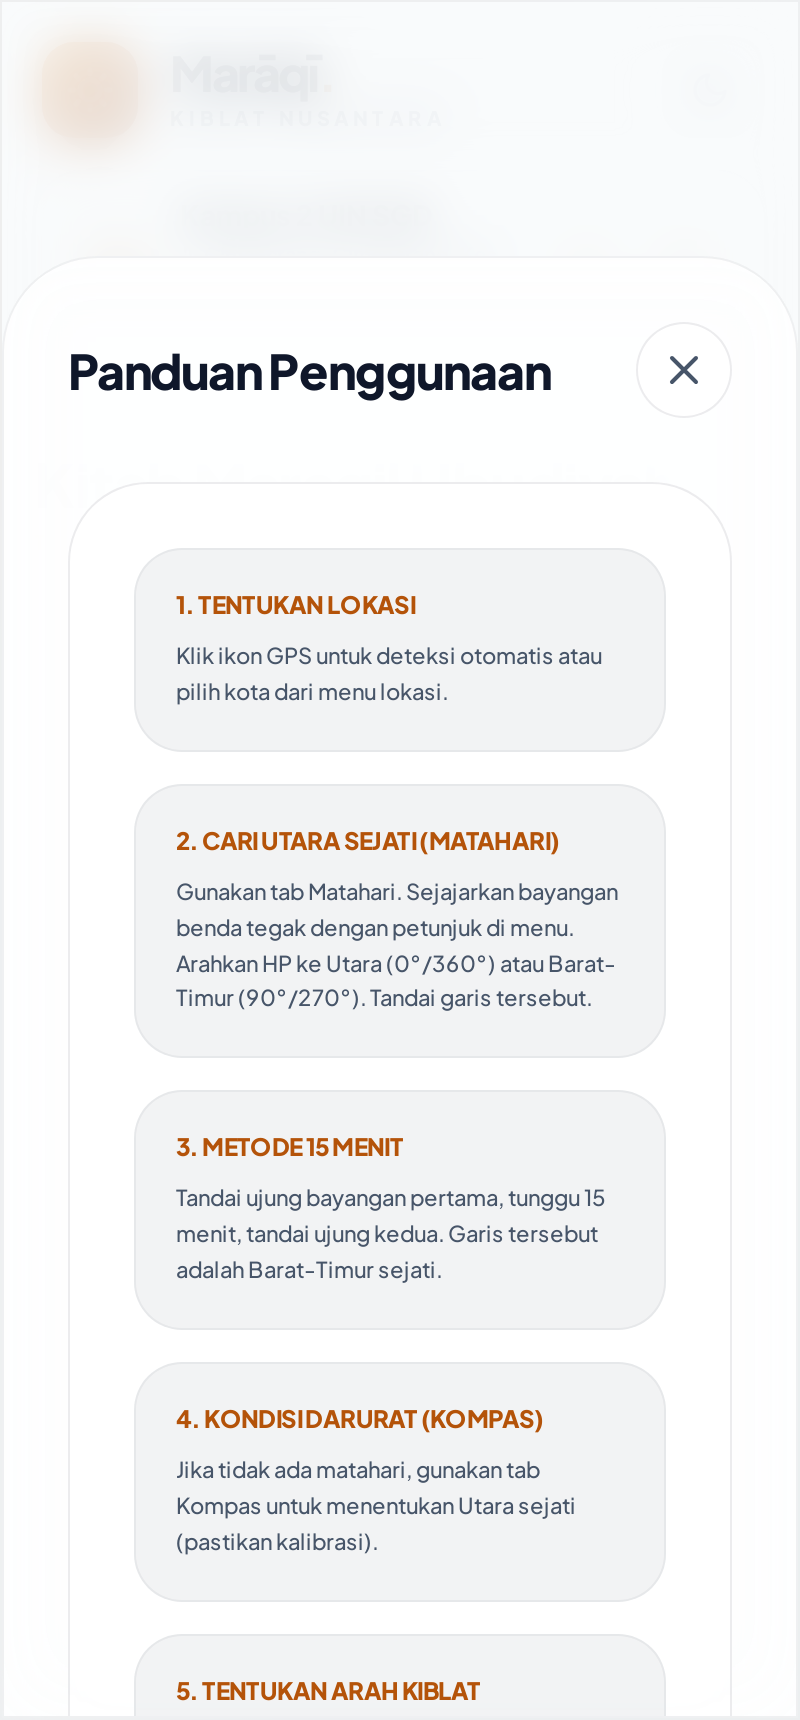 Marāqī.
KIBLAT NUSANTARA.
Panduan Penggunaan
1. TENTUKAN LOKASI
Klik ikon GPS untuk deteksi otomatis atau
pilih kota dari menu lokasi.
2. CARI UTARA SEJATI (MATAHARI)
Gunakan tab Matahari. Sejajarkan bayangan
benda tegak dengan petunjuk di menu.
Arahkan HP ke Utara (0°/360°) atau Barat-
Timur (90°/270°). Tandai garis tersebut.
3. METODE 15 MENIT
Tandai ujung bayangan pertama, tunggu 15
menit, tandai ujung kedua. Garis tersebut
adalah Barat-Timur sejati.
4. KONDISI DARURAT (KOMPAS)
Jika tidak ada matahari, gunakan tab
Kompas untuk menentukan Utara sejati
(pastikan kalibrasi).
5. TENTUKAN ARAH KIBLAT